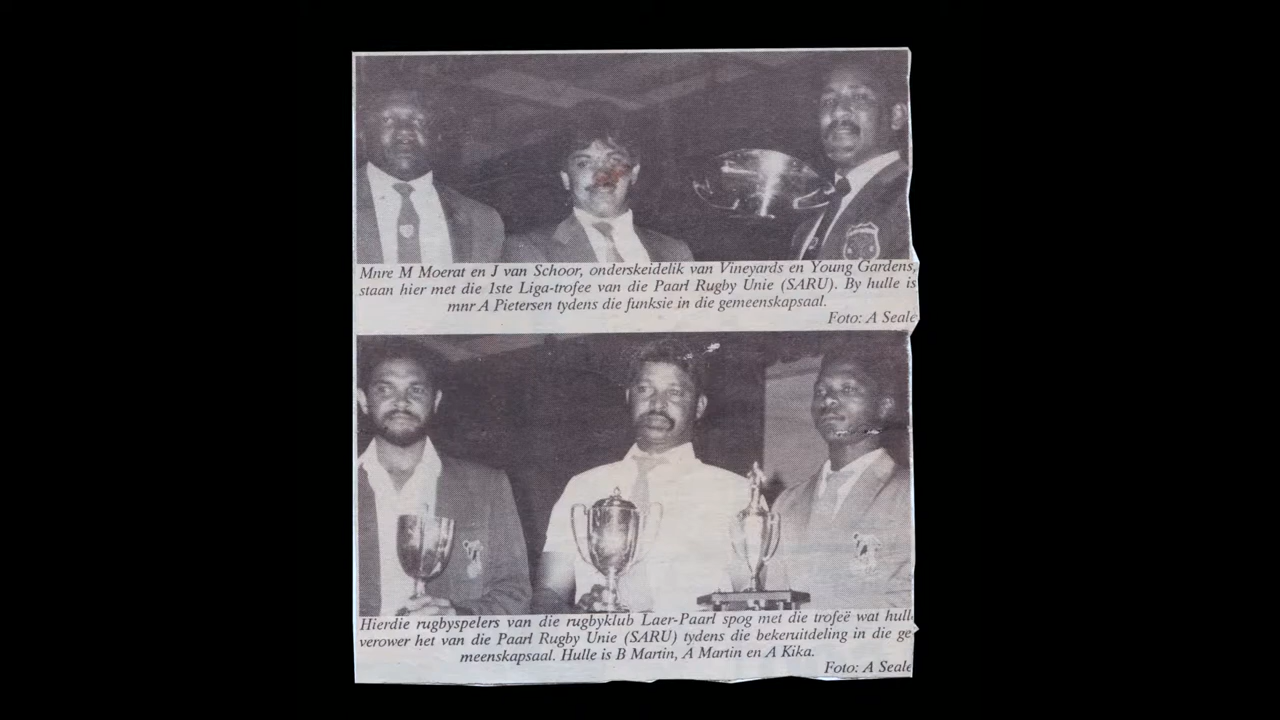 Mnre M Moerat en J van Schoor, onderskeidelik van Vineyards en Young Gardens,
staan hier met die 1ste Liga-trofee van die Paarl Rugby Unie (SARU). By hulle is
mnr A Pietersen tydens die funksie in die gemeenskapsaal.
Foto: A Seale
Hierdie rugbyspelers van die rugbyklub Laer-Paarl spog met die trofeë wat hull
verower het van die Paarl Rugby Unie (SARU) tydens die bekeruitdeling in die ge
meenskapsaal. Hulle is B Martin, A Martin en A Kika.
Foto: A Seale